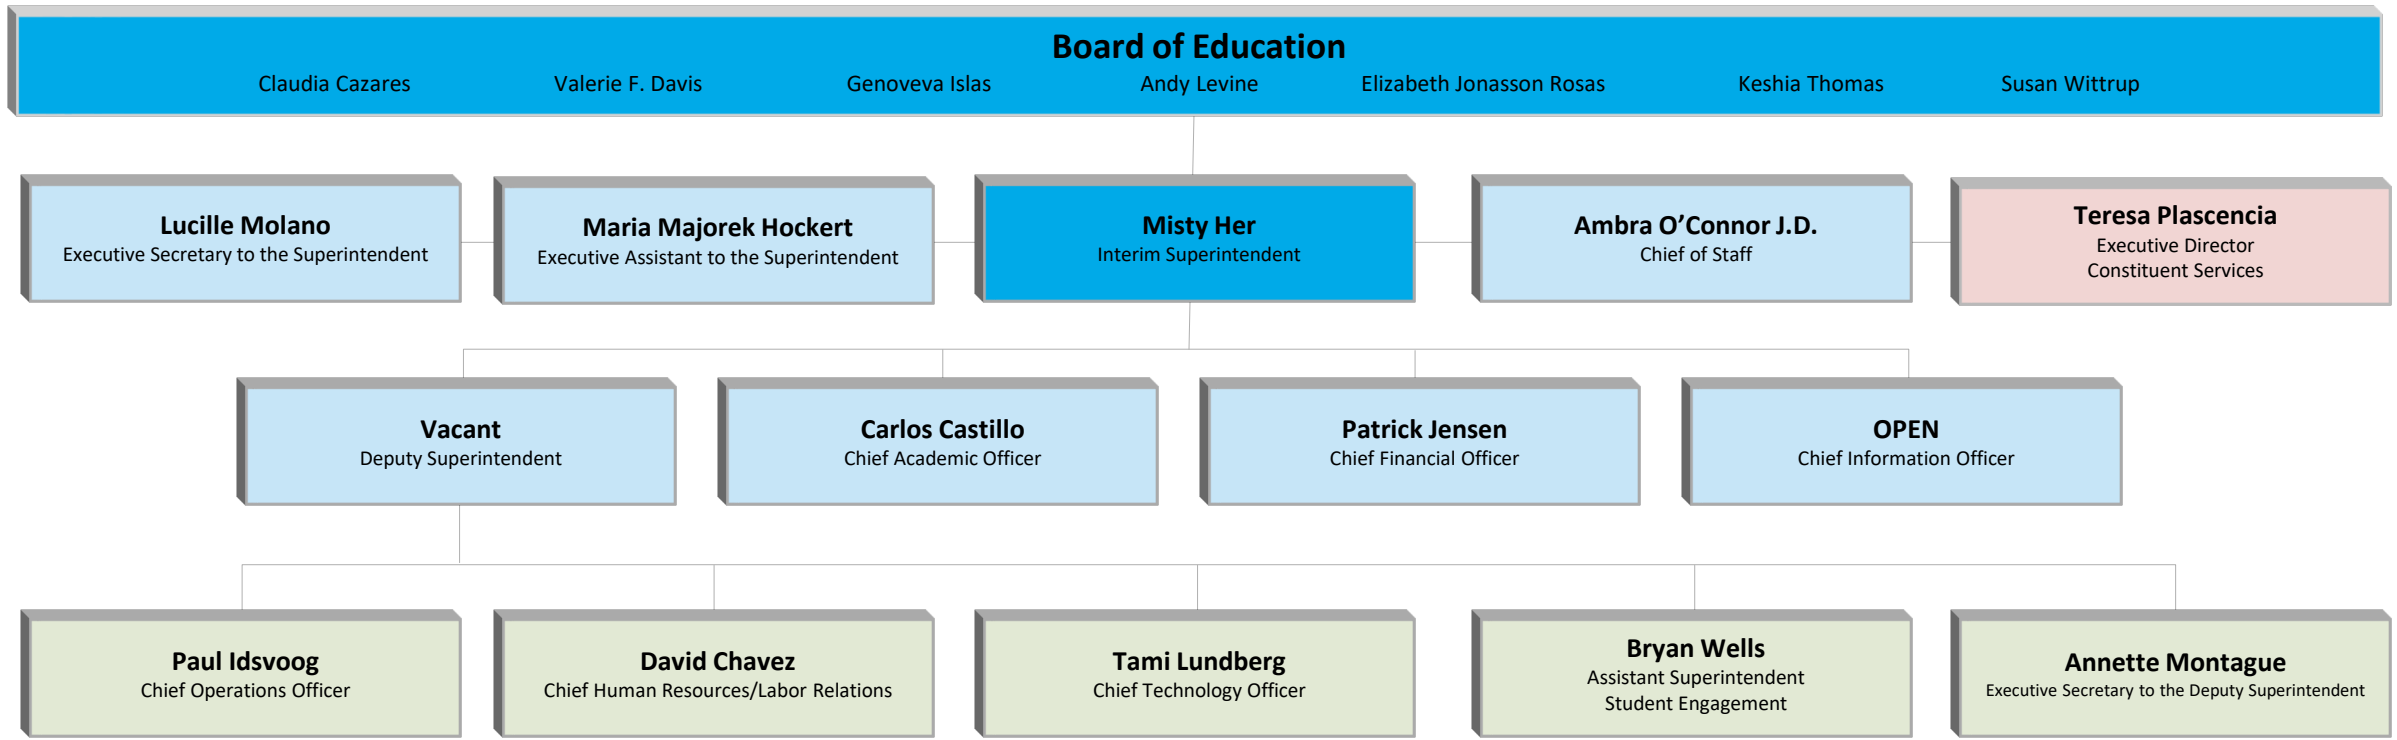 Board of Education
Claudia Cazares Valerie F. Davis Genoveva Islas Andy Levine Elizabeth Jonasson Rosas Keshia Thomas Susan Wittrup
Lucille Molano
Executive Secretary to the Superintendent
Maria Majorek Hockert
Executive Assistant to the Superintendent
Misty Her
Interim Superintendent
Ambra O’Connor J.D.
Chief of Staff
Teresa Plascencia
Executive Director
Constituent Services
Vacant
Deputy Superintendent
Carlos Castillo
Chief Academic Officer
Patrick Jensen
Chief Financial Officer
OPEN
Chief Information Officer
Paul Idsvoog
Chief Operations Officer
David Chavez
Chief Human Resources/Labor Relations
Tami Lundberg
Chief Technology Officer
Bryan Wells
Assistant Superintendent
Student Engagement
Annette Montague
Executive Secretary to the Deputy Superintendent